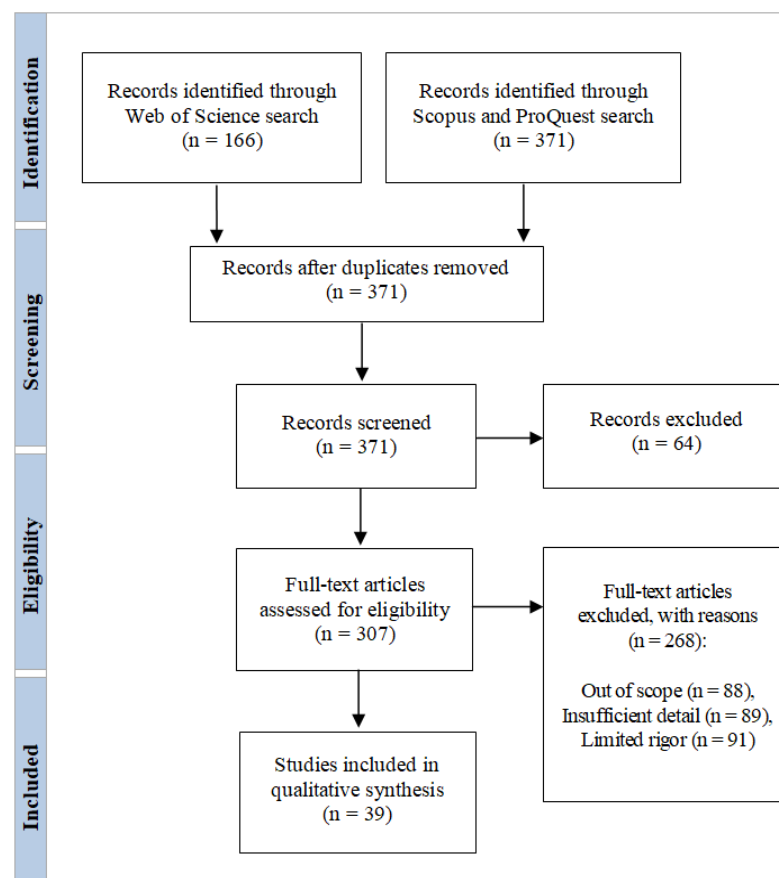 Identification
Records identified through
Web of Science search
(n = 166)
Records identified through
Scopus and ProQuest search
(n = 371)
Screening
Records after duplicates removed
(n = 371)
Records screened
(n = 371)
Records excluded
(n = 64)
Eligibility
Full-text articles
assessed for eligibility
(n = 307)
Full-text articles
excluded, with reasons
(n = 268):
Out of scope (n = 88),
Insufficient detail (n = 89),
Limited rigor (n = 91)
Included
Studies included in
qualitative synthesis
(n = 39)